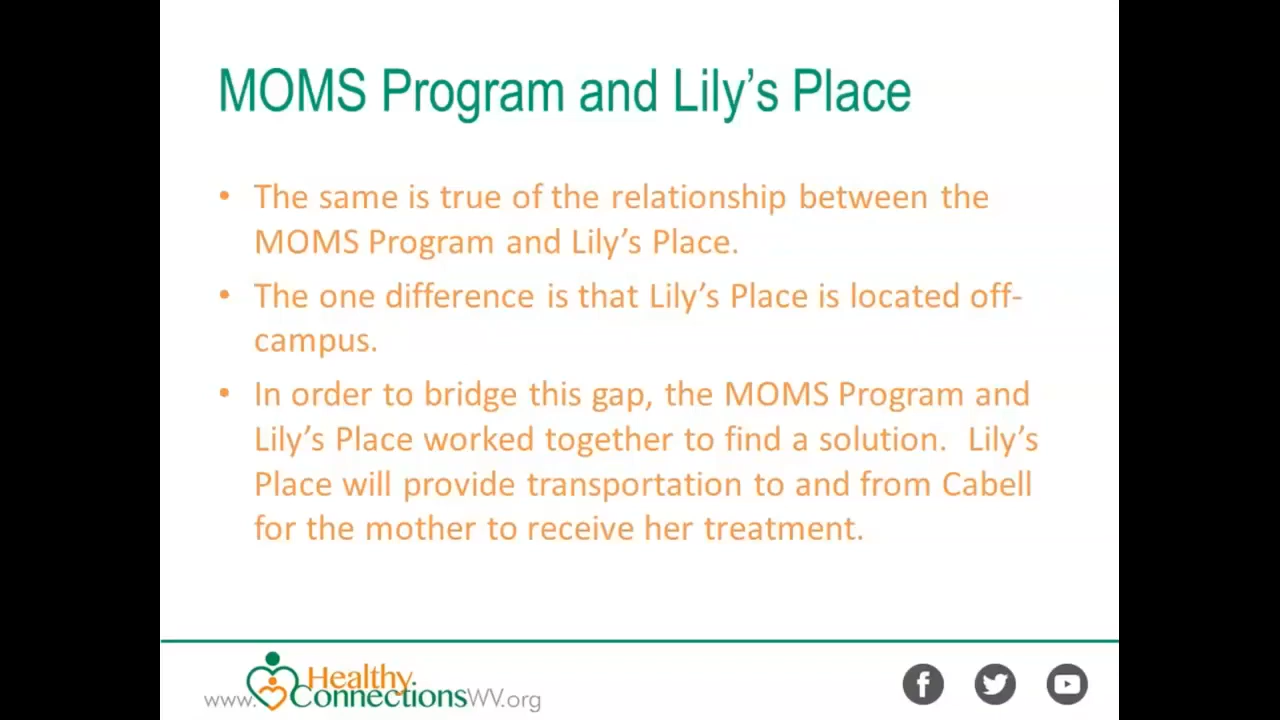 MOMS Program and Lily's Place
• The same is true of the relationship between the
MOMS Program and Lily's Place.
• The one difference is that Lily's Place is located off-
campus.
• In order to bridge this gap, the MOMS Program and
Lily's Place worked together to find a solution.  Lily's
Place will provide transportation to and from Cabell
for the mother to receive her treatment.
www.Healthy
ConnectionsWV.org